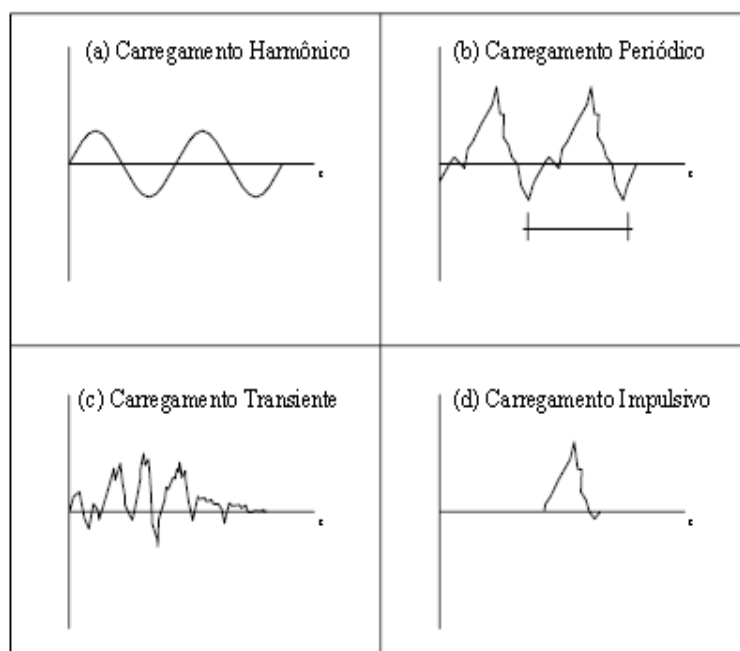 (a) Carregamento Harmônico
(b) Carregamento Periódico
(c) Carregamento Transiente
(d) Carregamento Impulsivo